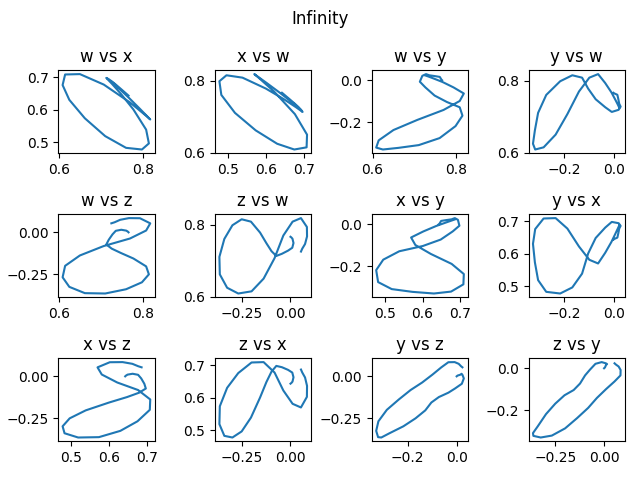 Infinity
w vs x x vs w w vs y y vs w
0.7 0.6 0.5 0.6 0.8
0.8 0.6 0.5 0.6 0.7
0.0 −0.2 0.6 0.8
0.8 0.6 −0.2 0.0
w vs z z vs w x vs y y vs x
0.00 −0.25 0.6 0.8
0.8 0.6 −0.25 0.00
0.0 −0.2 0.5 0.6 0.7
0.7 0.6 0.5 −0.2 0.0
x vs z z vs x y vs z z vs y
0.00 −0.25 0.5 0.6 0.7
0.7 0.6 0.5 −0.25 0.00
0.00 −0.25 −0.2 0.0
0.0 −0.2 −0.25 0.00